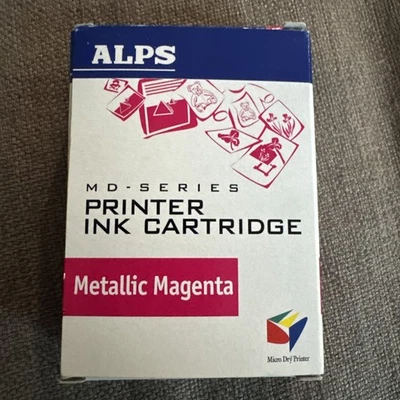 ALPS
MD-SERIES
PRINTER
INK CARTRIDGE
Metallic Magenta
Micro Dry Printer